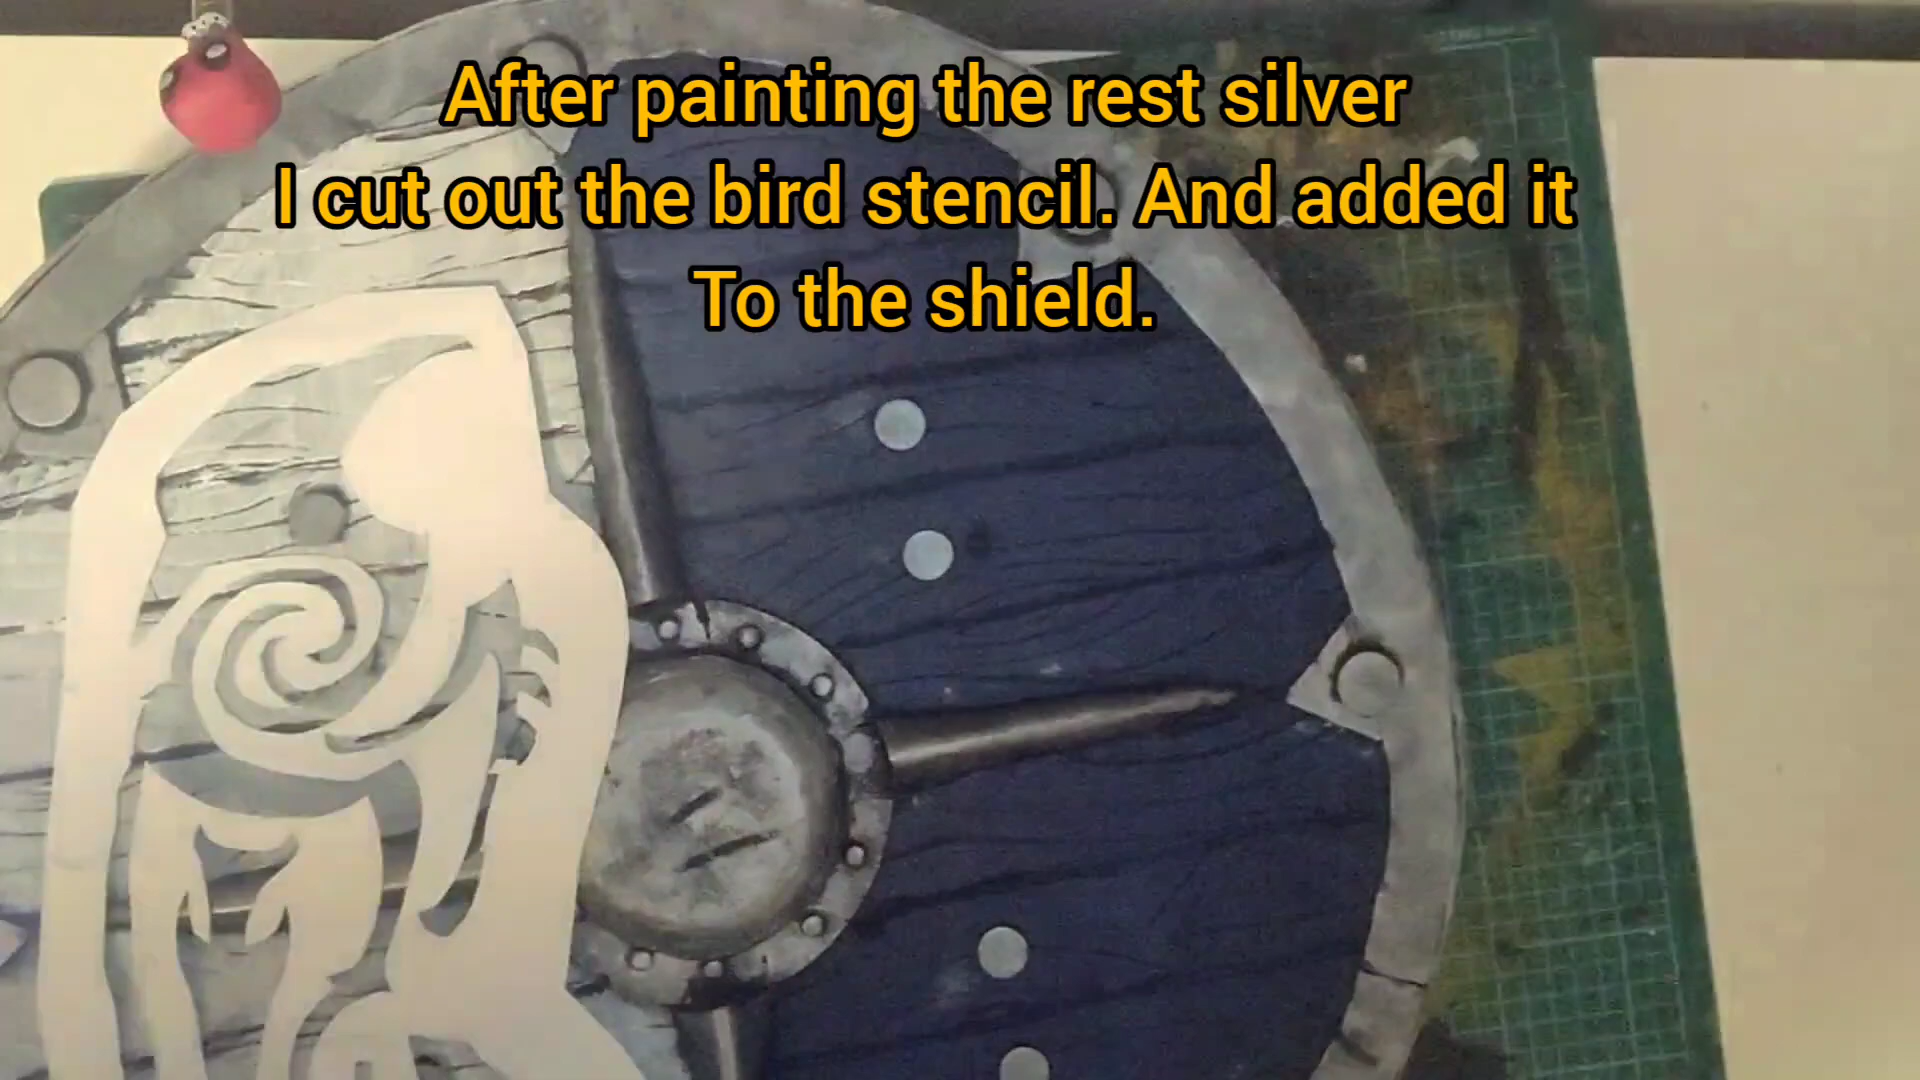 After painting the rest silver
I cut out the bird stencil. And added it
To the shield.